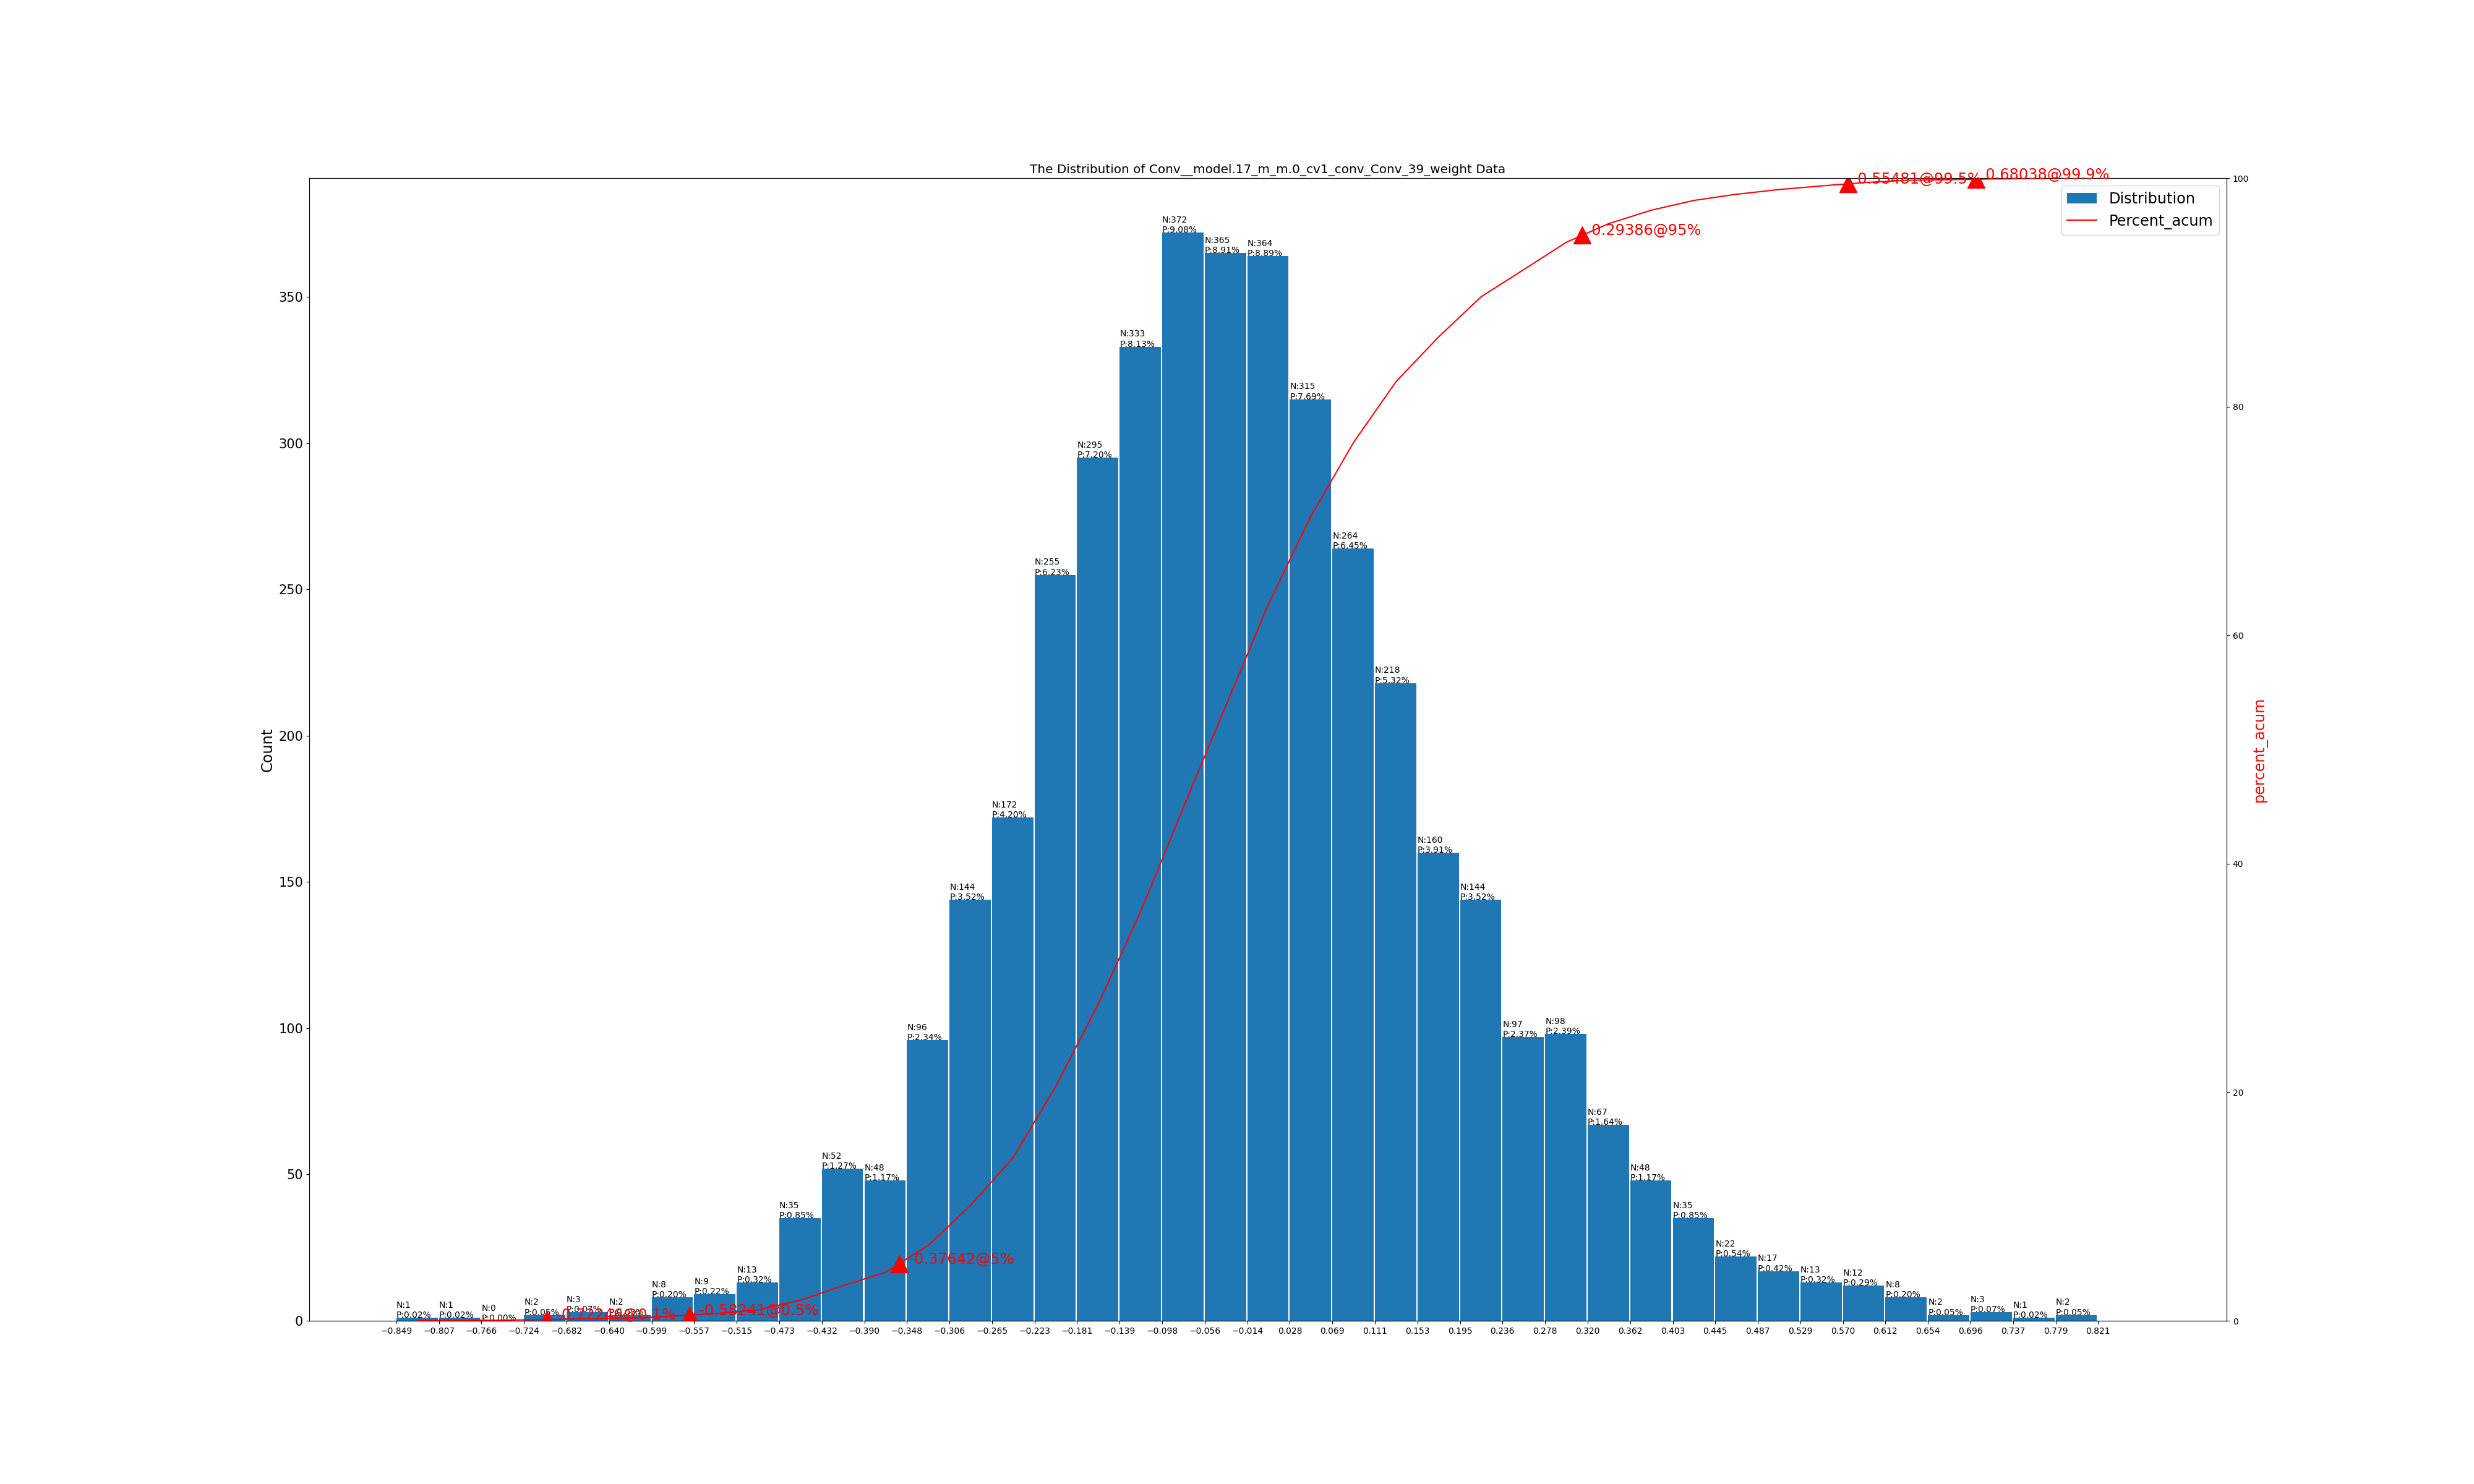 The Distribution of Conv__model.17_m_m.0_cv1_conv_Conv_39_weight Data
Distribution
Percent_acum
Count
percent_acum
0
50
100
150
200
250
300
350
0
20
40
60
80
100
N:1
P:0.02%
N:1
P:0.02%
N:0
P:0.00%
N:2
P:0.05%
N:3
P:0.07%
N:2
N:8
P:0.20%
N:9
P:0.22%
N:13
P:0.32%
N:35
P:0.85%
N:52
P:1.27%
N:48
P:1.17%
N:96
P:2.34%
N:144
P:3.52%
N:172
P:4.20%
N:255
P:6.23%
N:295
P:7.20%
N:333
P:8.13%
N:372
P:9.08%
N:365
P:8.91%
N:364
P:8.89%
N:315
P:7.69%
N:264
P:6.45%
N:218
P:5.32%
N:160
P:3.91%
N:144
P:3.52%
N:97
P:2.37%
N:98
P:2.39%
N:67
P:1.64%
N:48
P:1.17%
N:35
P:0.85%
N:22
P:0.54%
N:17
P:0.42%
N:13
P:0.32%
N:12
P:0.29%
N:8
P:0.20%
N:2
P:0.05%
N:3
P:0.07%
N:1
P:0.02%
N:2
P:0.05%
-0.58241@0.5%
-0.37642@5%
0.29386@95%
0.55481@99.5%
0.68038@99.9%
−0.849
−0.807
−0.766
−0.724
−0.682
−0.640
−0.599
−0.557
−0.515
−0.473
−0.432
−0.390
−0.348
−0.306
−0.265
−0.223
−0.181
−0.139
−0.098
−0.056
−0.014
0.028
0.069
0.111
0.153
0.195
0.236
0.278
0.320
0.362
0.403
0.445
0.487
0.529
0.570
0.612
0.654
0.696
0.737
0.779
0.821